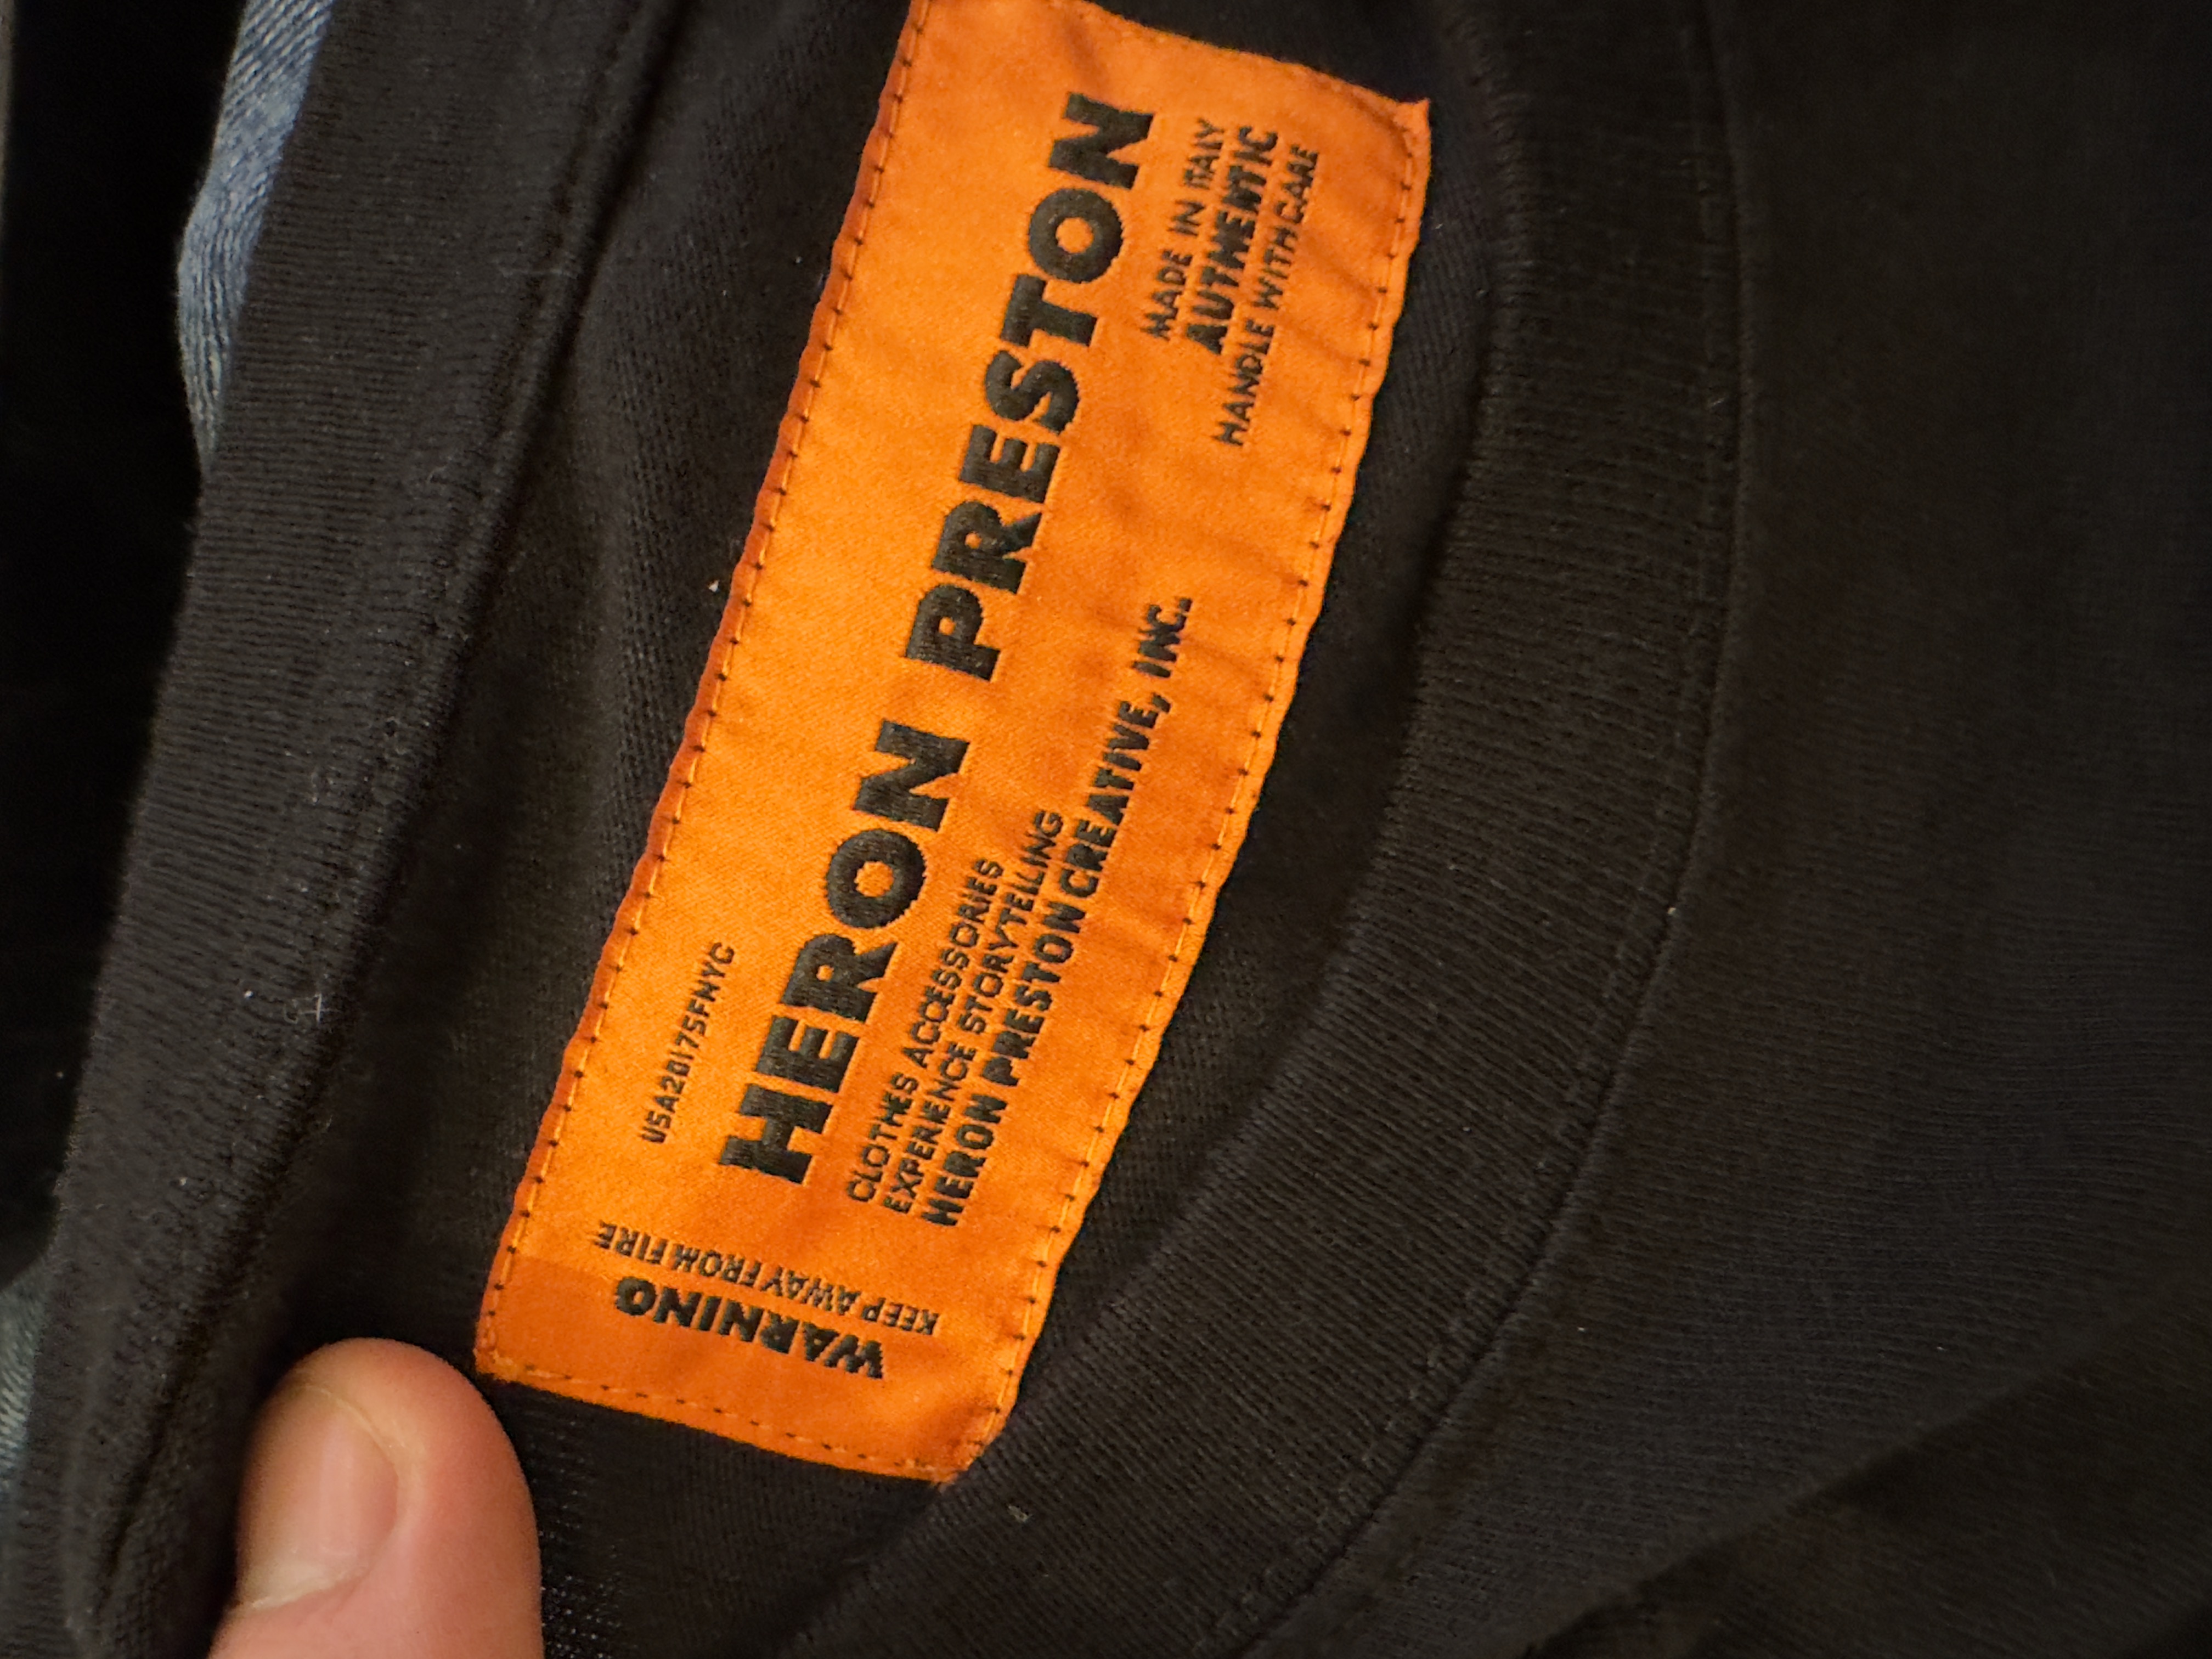 USA20175FNYC
HERON PRESTON
CLOTHES ACCESSORIES
EXPERIENCE STORYTELLING
HERON PRESTON CREATIVE, INC.
MADE IN ITALY
AUTHENTIC
HANDLE WITH CARE
WARNING
KEEP AWAY FROM FIRE